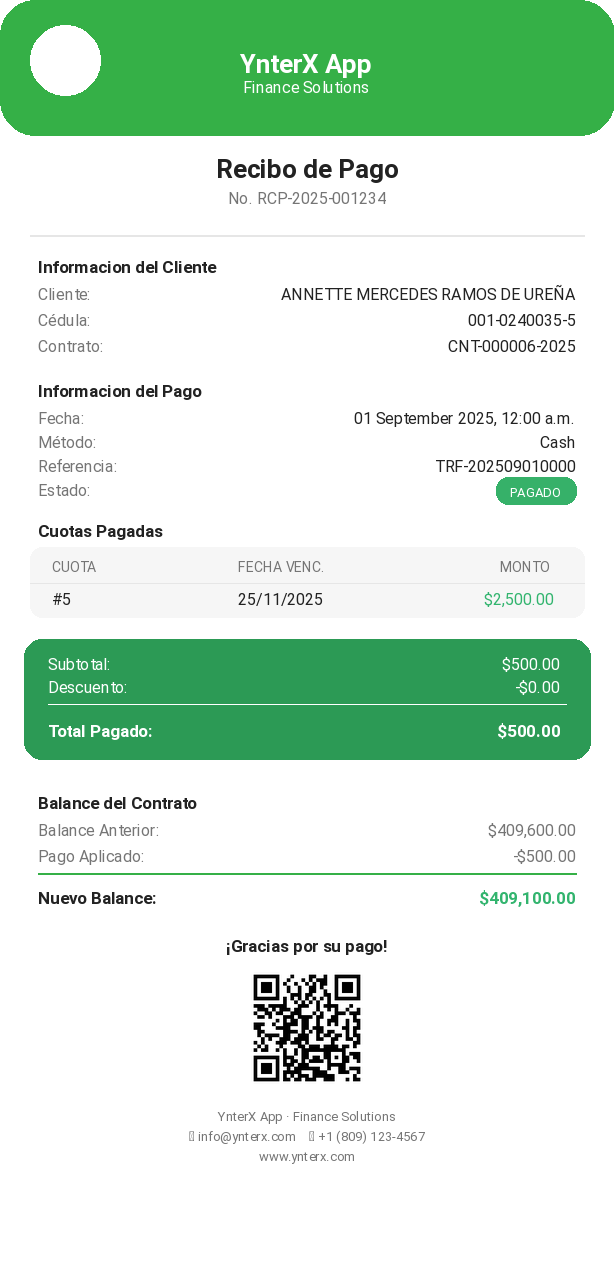 YnterX App
Finance Solutions
Recibo de Pago
No. RCP-2025-001234
Informacion del Cliente
Cliente: ANNETTE MERCEDES RAMOS DE UREÑA
Cédula: 001-0240035-5
Contrato: CNT-000006-2025
Informacion del Pago
Fecha: 01 September 2025, 12:00 a.m.
Método: Cash
Referencia: TRF-202509010000
Estado: PAGADO
Cuotas Pagadas
CUOTA FECHA VENC. MONTO
#5 25/11/2025 $2,500.00
Subtotal: $500.00
Descuento: -$0.00
Total Pagado: $500.00
Balance del Contrato
Balance Anterior: $409,600.00
Pago Aplicado: -$500.00
Nuevo Balance: $409,100.00
¡Gracias por su pago!
YnterX App · Finance Solutions
info@ynterx.com +1 (809) 123-4567
www.ynterx.com